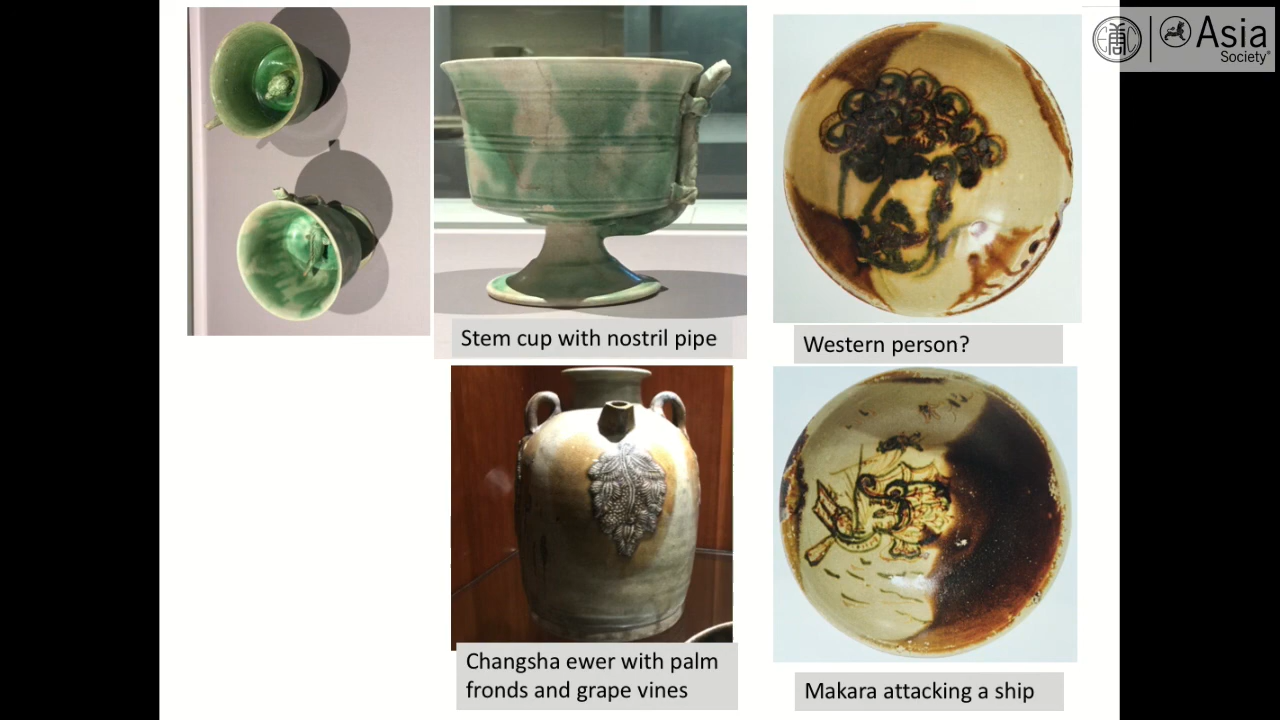 Asia
Society
Stem cup with nostril pipe
Western person?
Changsha ewer with palm
fronds and grape vines
Makara attacking a ship